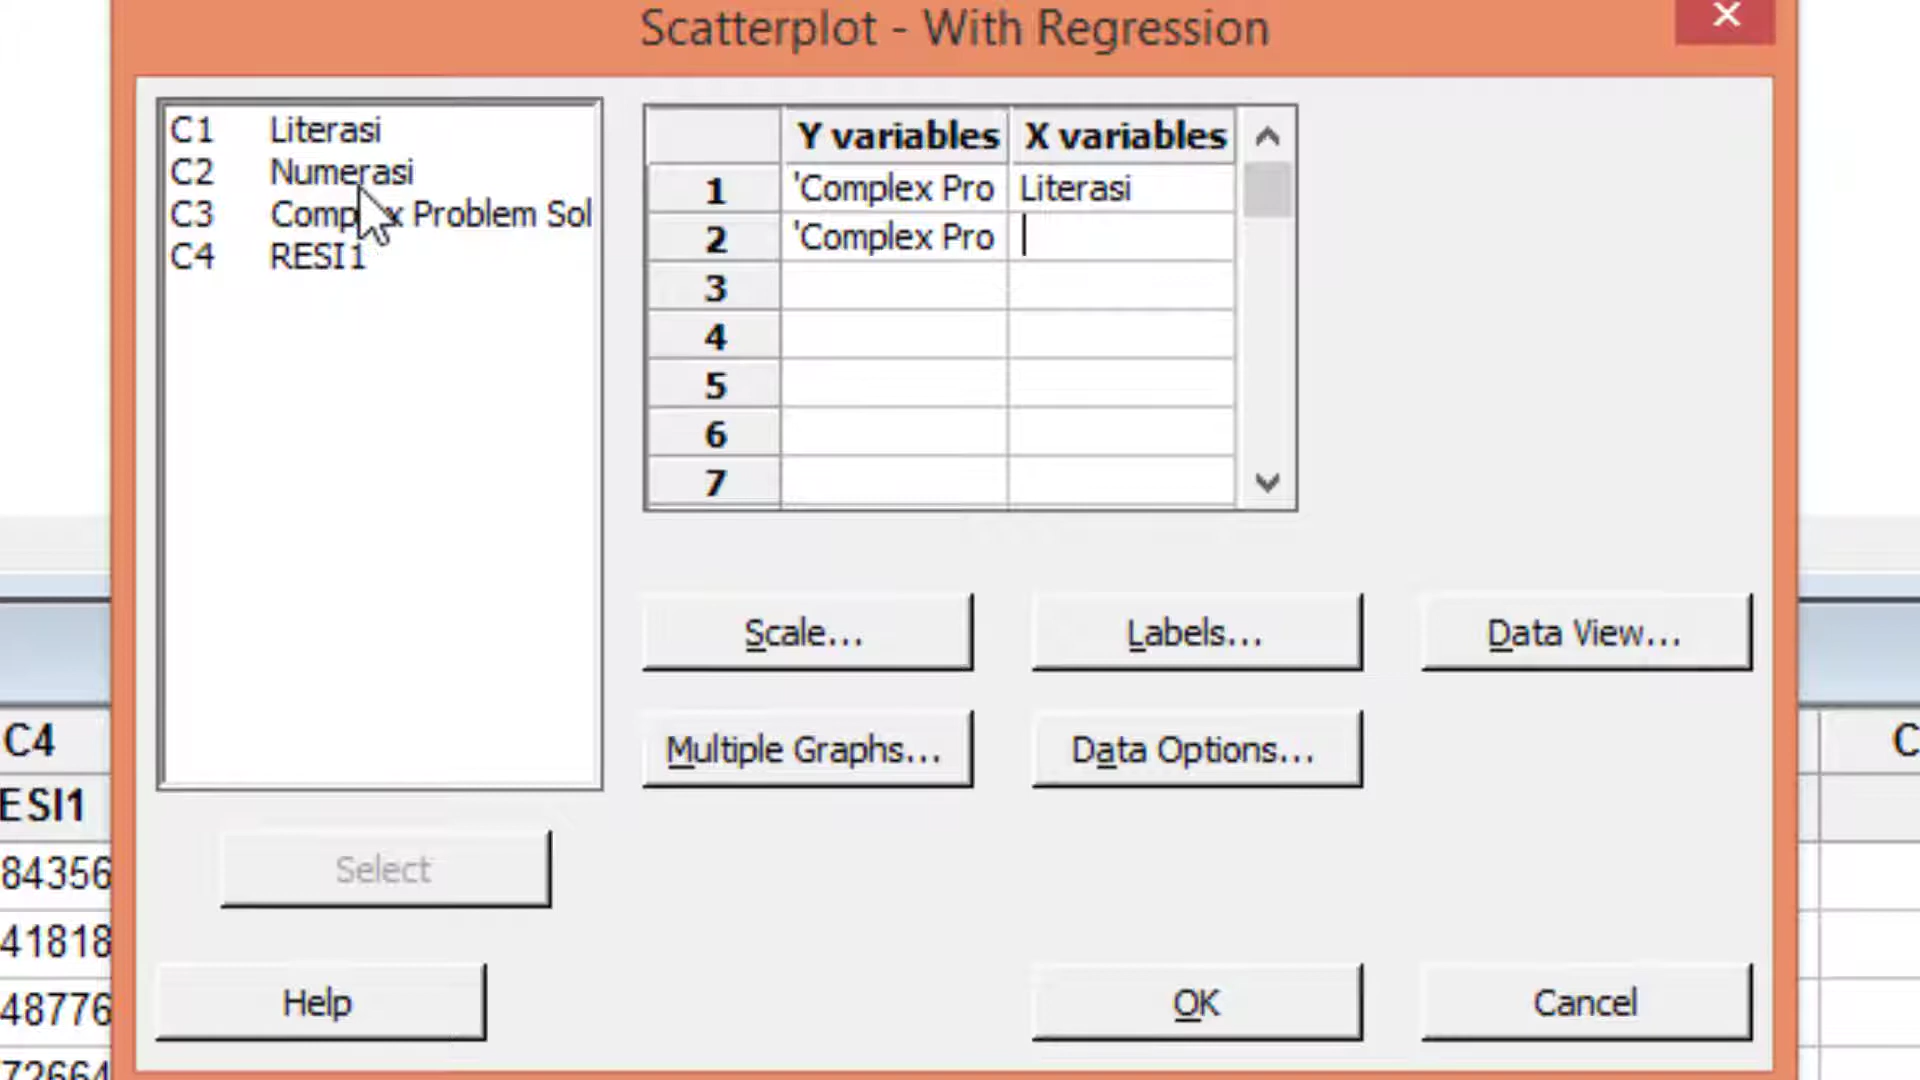 Scatterplot - With Regression
C1 Literasi
C2 Numerasi
C3 Problem Sol
C4 RESI1
Y variables X variables
1 'Complex Pro Literasi
2 'Complex Pro
3
4
5
6
7
Scale...
Labels...
Data View...
Multiple Graphs...
Data Options...
Select
Help
OK
Cancel
C4
ESI1
84356
41818
48776
72664
C